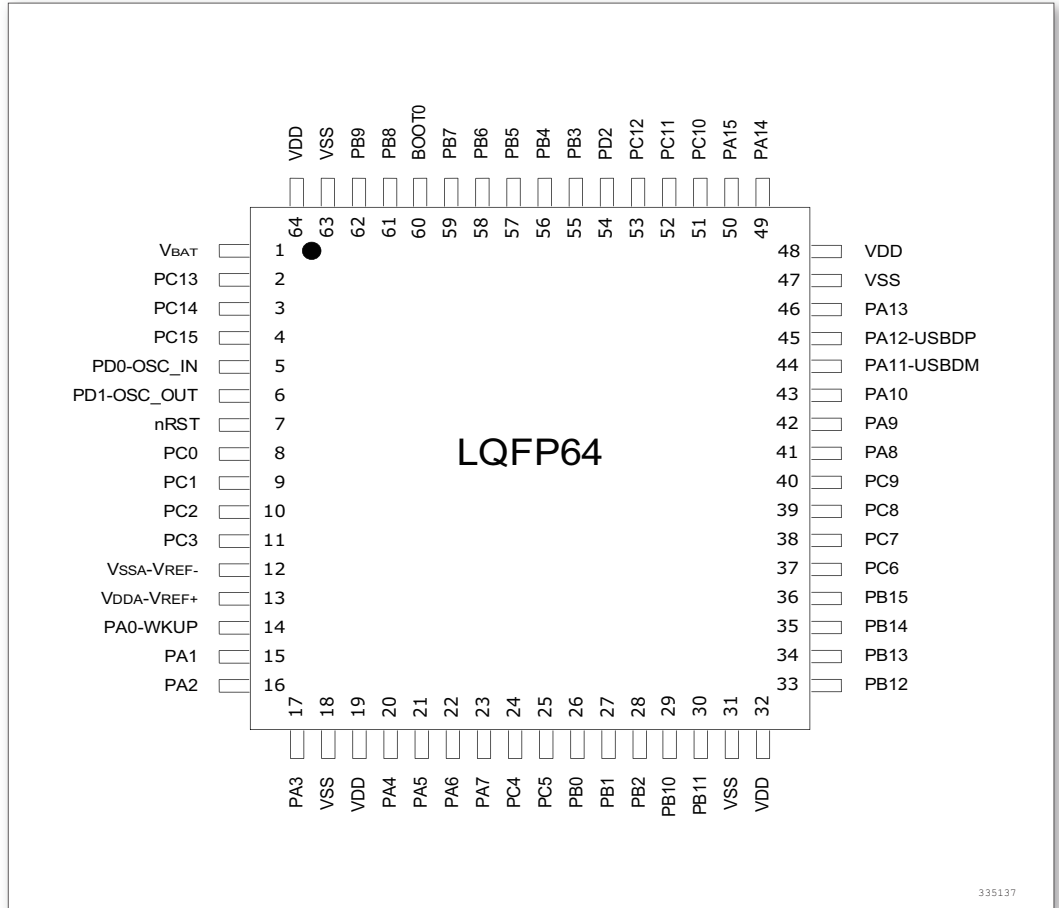 VDD VSS PB9 PB8 BOOT0 PB7 PB6 PB5 PB4 PB3 PD2 PC12 PC11 PC10 PA15 PA14
64 63 62 61 60 59 58 57 56 55 54 53 52 51 50 49
VBAT 1 48 VDD
PC13 2 47 VSS
PC14 3 46 PA13
PC15 4 45 PA12-USBDP
PD0-OSC_IN 5 44 PA11-USBDM
PD1-OSC_OUT 6 43 PA10
nRST 7 42 PA9
PC0 8 LQFP64 41 PA8
PC1 9 40 PC9
PC2 10 39 PC8
PC3 11 38 PC7
VSSA-VREF- 12 37 PC6
VDDA-VREF+ 13 36 PB15
PA0-WKUP 14 35 PB14
PA1 15 34 PB13
PA2 16 33 PB12
17 18 19 20 21 22 23 24 25 26 27 28 29 30 31 32
PA3 VSS VDD PA4 PA5 PA6 PA7 PC4 PC5 PB0 PB1 PB2 PB10 PB11 VSS VDD
335137